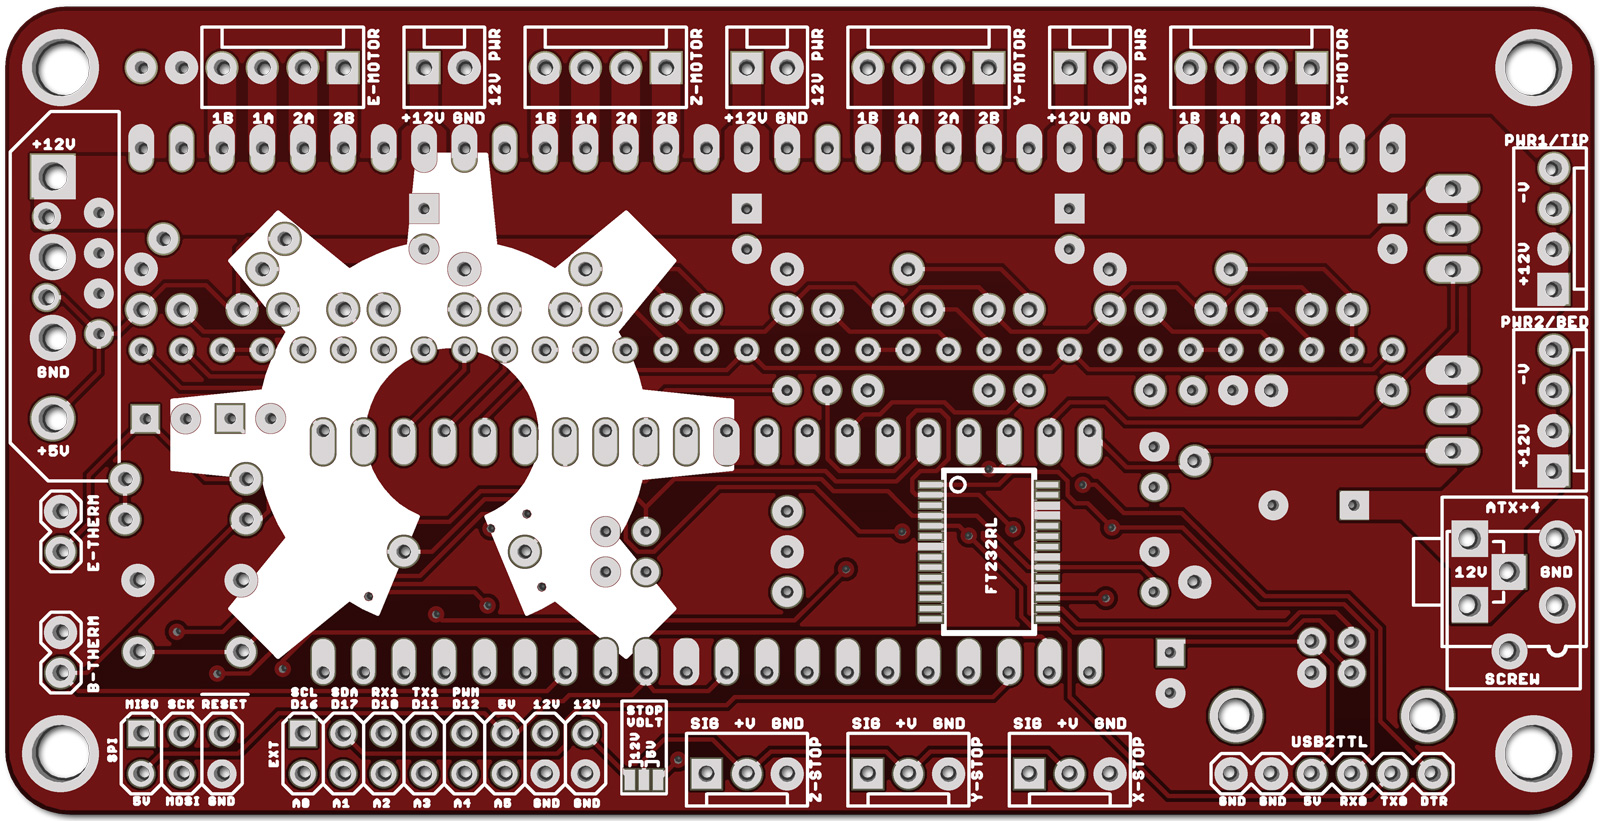 E-MOTOR
12V PWR
Z-MOTOR
12V PWR
Y-MOTOR
12V PWR
X-MOTOR
1B 1A 2A 2B
+12V GND
1B 1A 2A 2B
+12V GND
1B 1A 2A 2B
+12V GND
1B 1A 2A 2B
+12V
GND
+5V
PWR1/TIP
-V
+12V
PWR2/BED
-V
+12V
E-THERM
B-THERM
FT232RL
ATX+4
12V GND
SCREW
MISO SCK RESET
SPI
5V MOSI GND
SCL SDA RX1 TX1 PWM
D16 D17 D10 D11 D12 5V 12V 12V
EXT
A0 A1 A2 A3 A4 A5 GND GND
STOP
VOLT
12V
5V
SIG +V GND
Z-STOP
SIG +V GND
Y-STOP
SIG +V GND
X-STOP
USB2TTL
GND GND 5V RX0 TX0 DTR